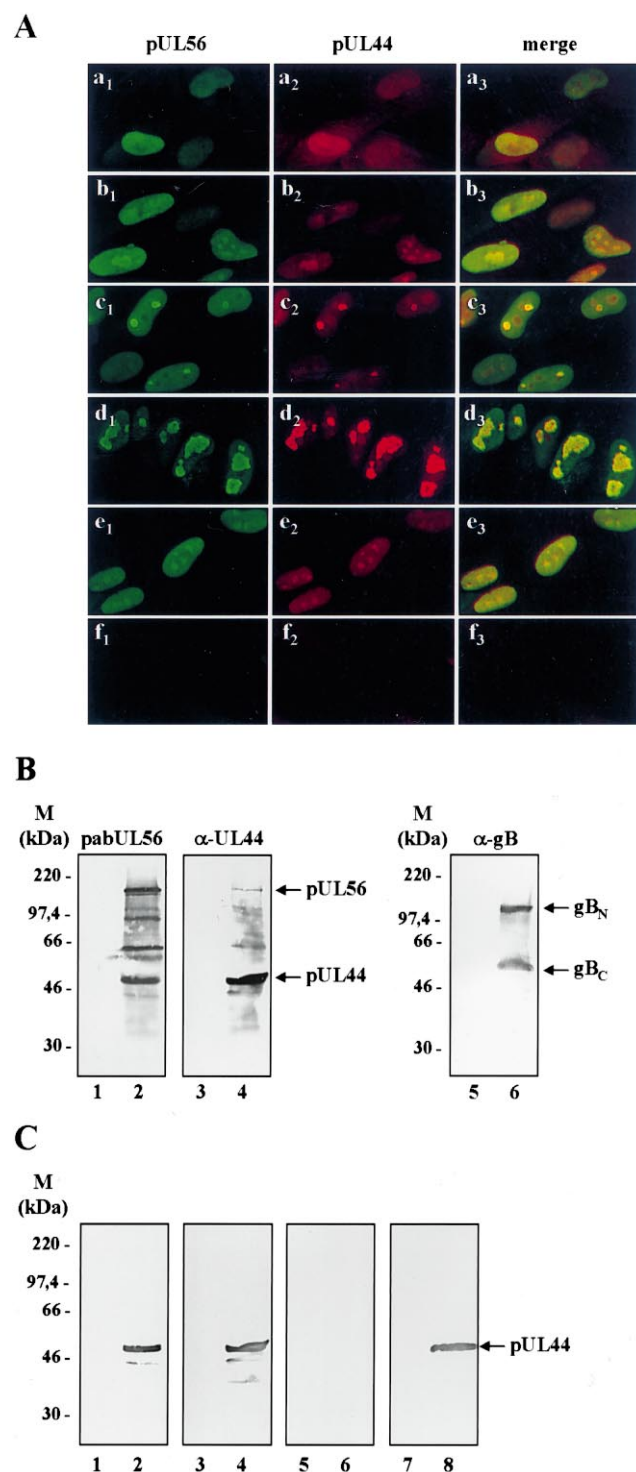 A
pUL56 pUL44 merge
a1 a2 a3
b1 b2 b3
c1 c2 c3
d1 d2 d3
e1 e2 e3
f1 f2 f3
B
M
(kDa) pabUL56 α-UL44 α-gB
220 -
97,4 -
66 -
46 -
30 -
pUL56
pUL44
1 2 3 4
220 -
97,4 -
66 -
46 -
30 -
gBN
gBC
5 6
C
M
(kDa)
220 -
97,4 -
66 -
46 -
30 -
pUL44
1 2 3 4 5 6 7 8